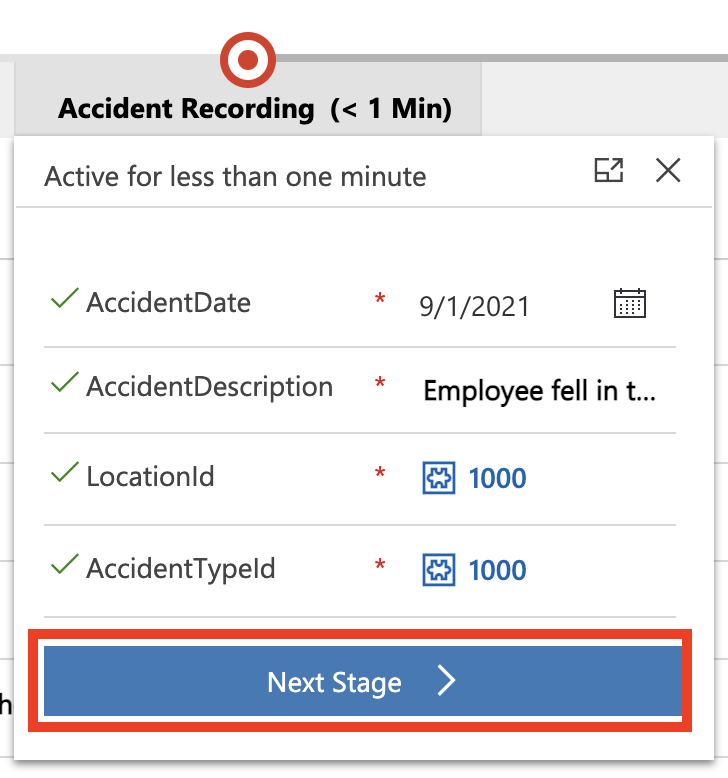 Accident Recording (< 1 Min)
Active for less than one minute
AccidentDate * 9/1/2021
AccidentDescription * Employee fell in t...
LocationId * 1000
AccidentTypeId * 1000
Next Stage
h